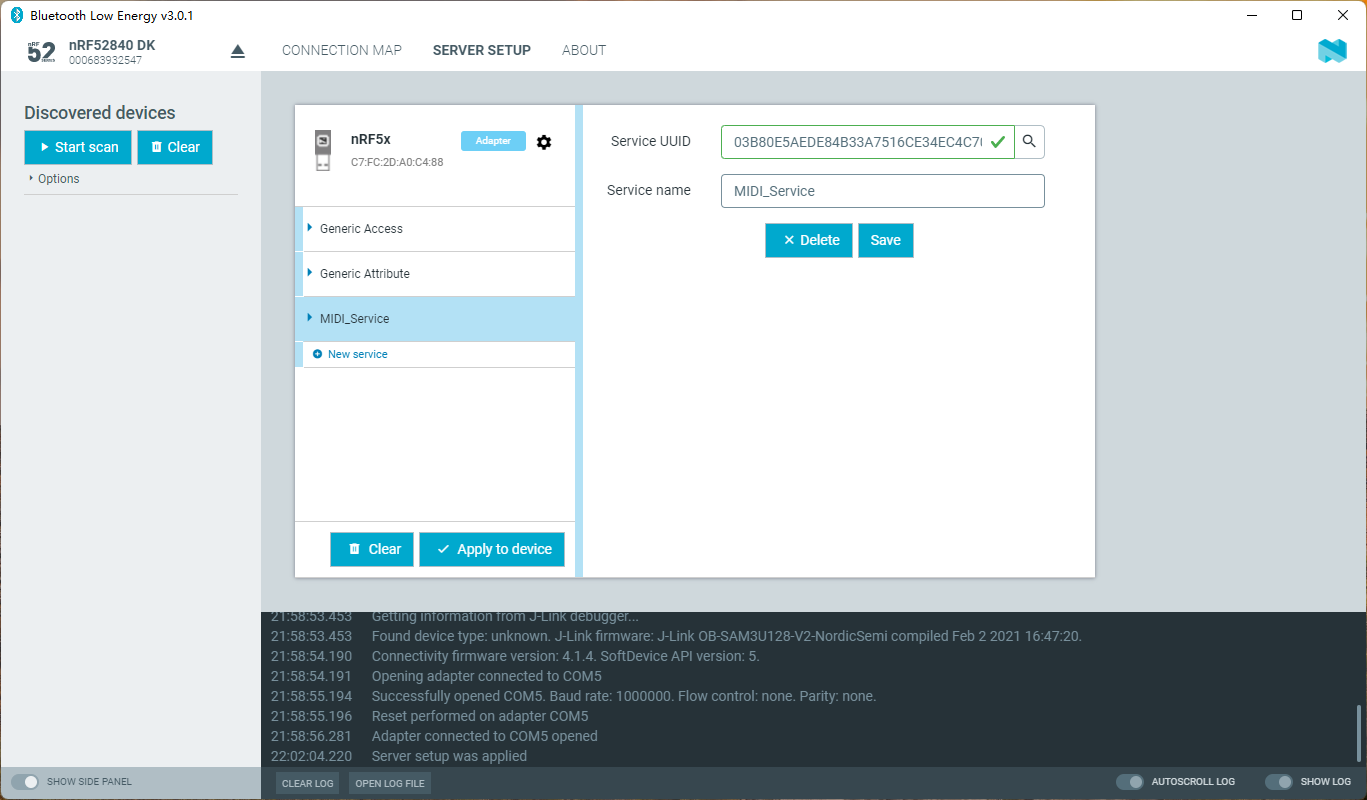 Bluetooth Low Energy v3.0.1
nRF
52
SERIES
nRF52840 DK
000683932547
CONNECTION MAP
SERVER SETUP
ABOUT
Discovered devices
Start scan
Clear
Options
nRF5x
Adapter
C7:FC:2D:A0:C4:88
Generic Access
Generic Attribute
MIDI_Service
New service
Clear
Apply to device
Service UUID
03B80E5AEDE84B33A7516CE34EC4C7
Service name
MIDI_Service
Delete
Save
21:58:53.453 Getting information from J-Link debugger...
21:58:53.453 Found device type: unknown. J-Link firmware: J-Link OB-SAM3U128-V2-NordicSemi compiled Feb 2 2021 16:47:20.
21:58:54.190 Connectivity firmware version: 4.1.4. SoftDevice API version: 5.
21:58:54.191 Opening adapter connected to COM5
21:58:55.194 Successfully opened COM5. Baud rate: 1000000. Flow control: none. Parity: none.
21:58:55.196 Reset performed on adapter COM5
21:58:56.281 Adapter connected to COM5 opened
22:02:04.220 Server setup was applied
SHOW SIDE PANEL
CLEAR LOG
OPEN LOG FILE
AUTOSCROLL LOG
SHOW LOG